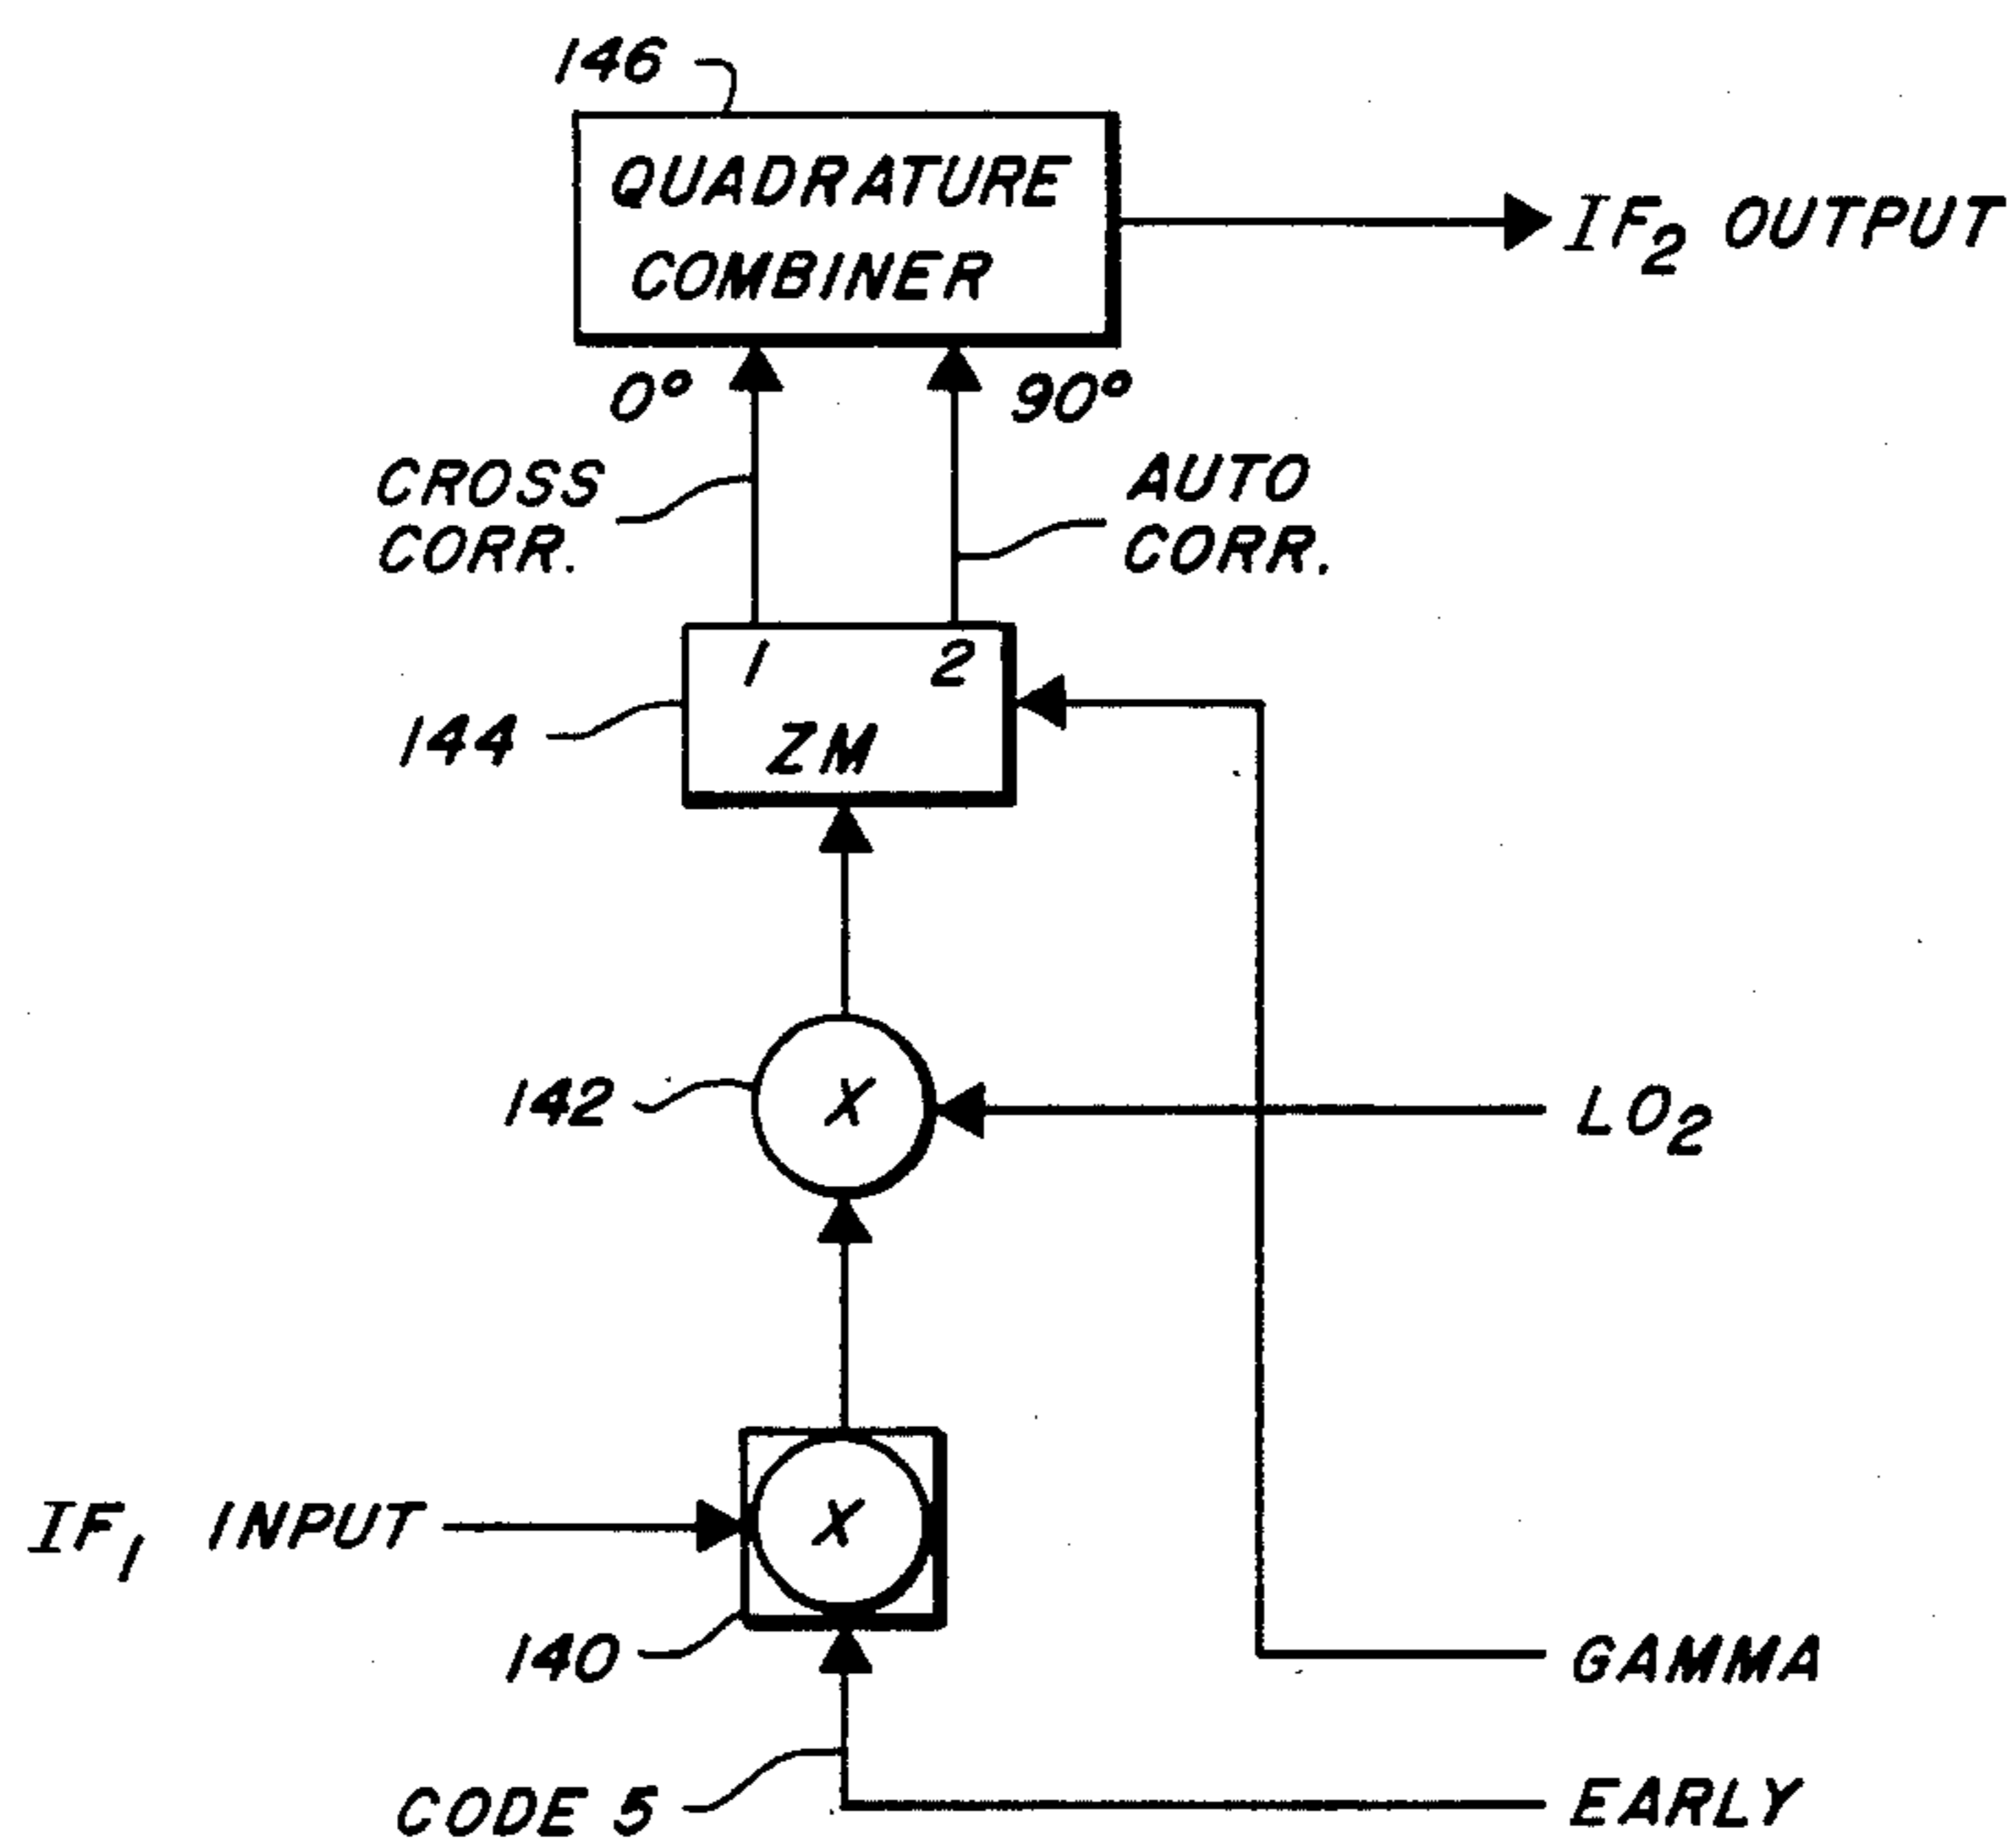 146
QUADRATURE
COMBINER
IF2 OUTPUT
0° 90°
CROSS
CORR.
AUTO
CORR.
1 2
ZM
144
142
X
LO2
IF1 INPUT
X
140
GAMMA
CODE 5
EARLY